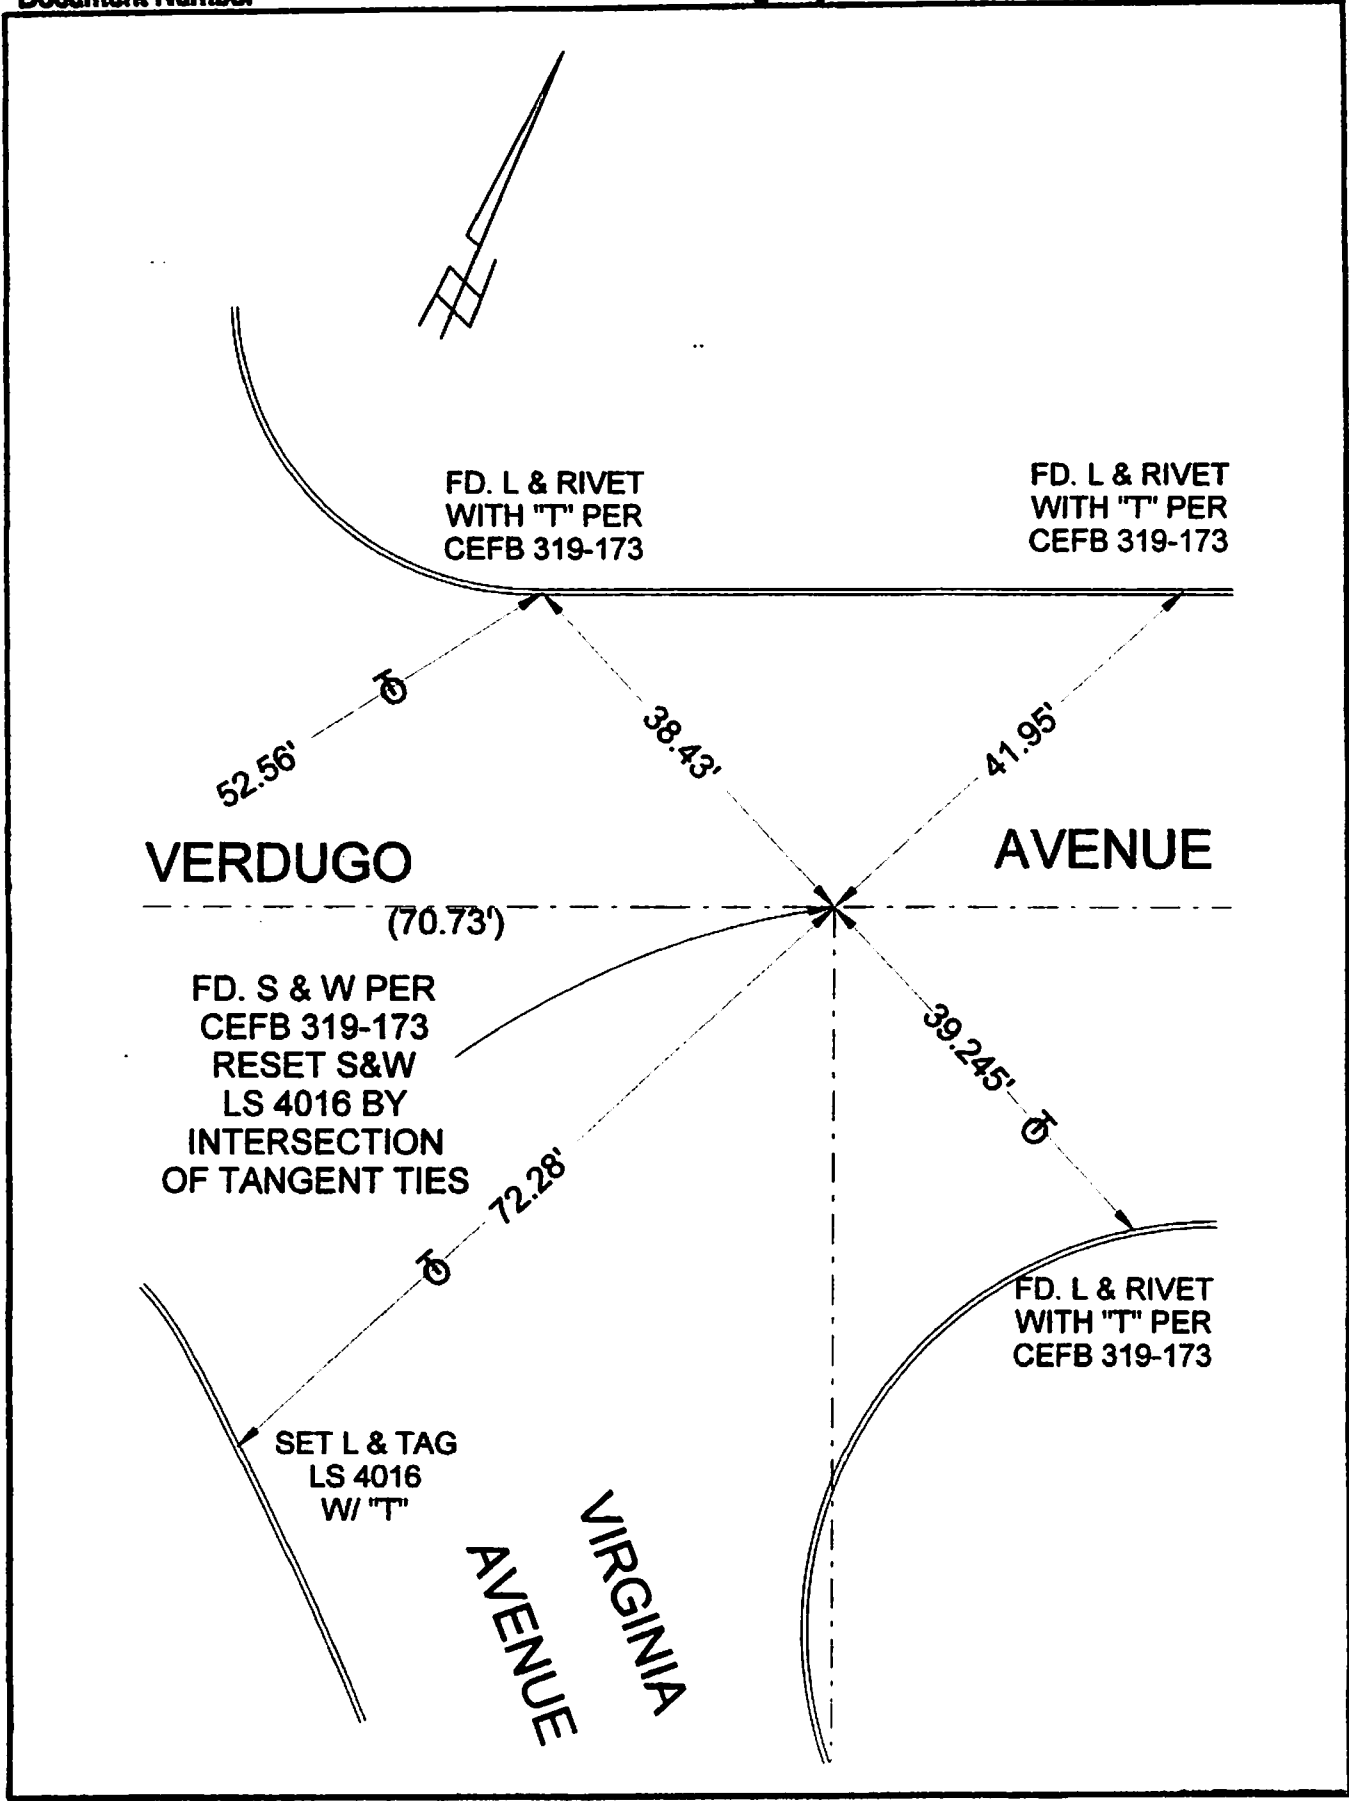 Document Number
FD. L & RIVET
WITH "T" PER
CEFB 319-173
FD. L & RIVET
WITH "T" PER
CEFB 319-173
52.56'
38.43'
41.95'
VERDUGO
AVENUE
(70.73')
FD. S & W PER
CEFB 319-173
RESET S&W
LS 4016 BY
INTERSECTION
OF TANGENT TIES
39.245'
72.28'
FD. L & RIVET
WITH "T" PER
CEFB 319-173
SET L & TAG
LS 4016
W/ "T"
VIRGINIA
AVENUE